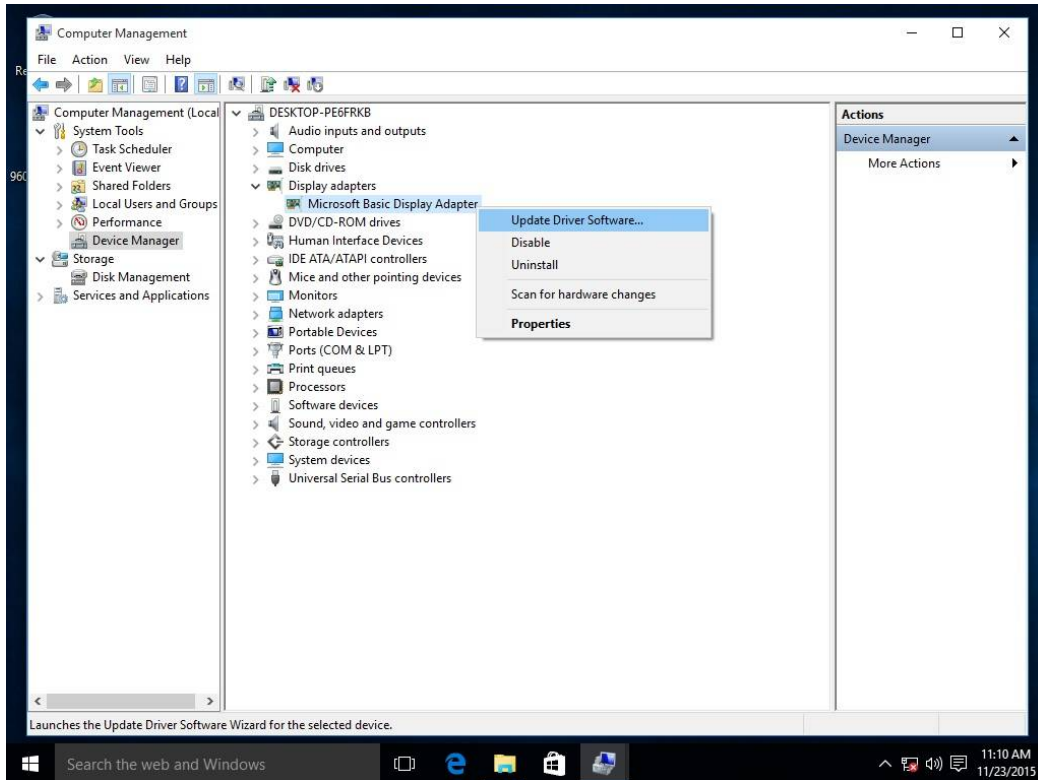 Computer Management
File Action View Help
Re
960
Computer Management (Local
System Tools
Task Scheduler
Event Viewer
Shared Folders
Local Users and Groups
Performance
Device Manager
Storage
Disk Management
Services and Applications
DESKTOP-PE6FRKB
Audio inputs and outputs
Computer
Disk drives
Display adapters
Microsoft Basic Display Adapter
DVD/CD-ROM drives
Human Interface Devices
IDE ATA/ATAPI controllers
Mice and other pointing devices
Monitors
Network adapters
Portable Devices
Ports (COM & LPT)
Print queues
Processors
Software devices
Sound, video and game controllers
Storage controllers
System devices
Universal Serial Bus controllers
Update Driver Software...
Disable
Uninstall
Scan for hardware changes
Properties
Actions
Device Manager
More Actions
Launches the Update Driver Software Wizard for the selected device.
Search the web and Windows
11:10 AM
11/23/2015